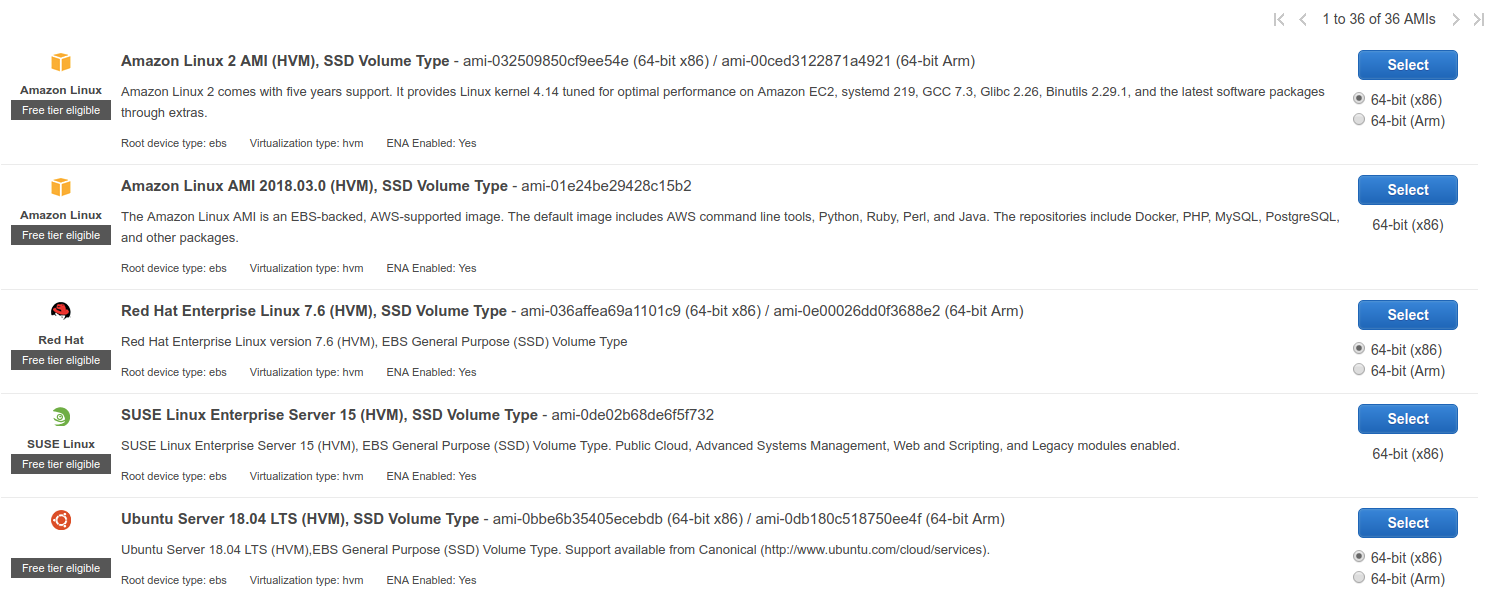 1 to 36 of 36 AMIs
Amazon Linux 2 AMI (HVM), SSD Volume Type - ami-032509850cf9ee54e (64-bit x86) / ami-00ced3122871a4921 (64-bit Arm)
Select
Amazon Linux
Free tier eligible
Amazon Linux 2 comes with five years support. It provides Linux kernel 4.14 tuned for optimal performance on Amazon EC2, systemd 219, GCC 7.3, Glibc 2.26, Binutils 2.29.1, and the latest software packages
through extras.
64-bit (x86)
64-bit (Arm)
Root device type: ebs Virtualization type: hvm ENA Enabled: Yes
Amazon Linux AMI 2018.03.0 (HVM), SSD Volume Type - ami-01e24be29428c15b2
Select
Amazon Linux
Free tier eligible
The Amazon Linux AMI is an EBS-backed, AWS-supported image. The default image includes AWS command line tools, Python, Ruby, Perl, and Java. The repositories include Docker, PHP, MySQL, PostgreSQL,
and other packages.
64-bit (x86)
Root device type: ebs Virtualization type: hvm ENA Enabled: Yes
Red Hat Enterprise Linux 7.6 (HVM), SSD Volume Type - ami-036affea69a1101c9 (64-bit x86) / ami-0e00026dd0f3688e2 (64-bit Arm)
Select
Red Hat
Free tier eligible
Red Hat Enterprise Linux version 7.6 (HVM), EBS General Purpose (SSD) Volume Type
64-bit (x86)
64-bit (Arm)
Root device type: ebs Virtualization type: hvm ENA Enabled: Yes
SUSE Linux Enterprise Server 15 (HVM), SSD Volume Type - ami-0de02b68de6f5f732
Select
SUSE Linux
Free tier eligible
SUSE Linux Enterprise Server 15 (HVM), EBS General Purpose (SSD) Volume Type. Public Cloud, Advanced Systems Management, Web and Scripting, and Legacy modules enabled.
64-bit (x86)
Root device type: ebs Virtualization type: hvm ENA Enabled: Yes
Ubuntu Server 18.04 LTS (HVM), SSD Volume Type - ami-0bbe6b35405ecebdb (64-bit x86) / ami-0db180c518750ee4f (64-bit Arm)
Select
Free tier eligible
Ubuntu Server 18.04 LTS (HVM),EBS General Purpose (SSD) Volume Type. Support available from Canonical (http://www.ubuntu.com/cloud/services).
64-bit (x86)
64-bit (Arm)
Root device type: ebs Virtualization type: hvm ENA Enabled: Yes